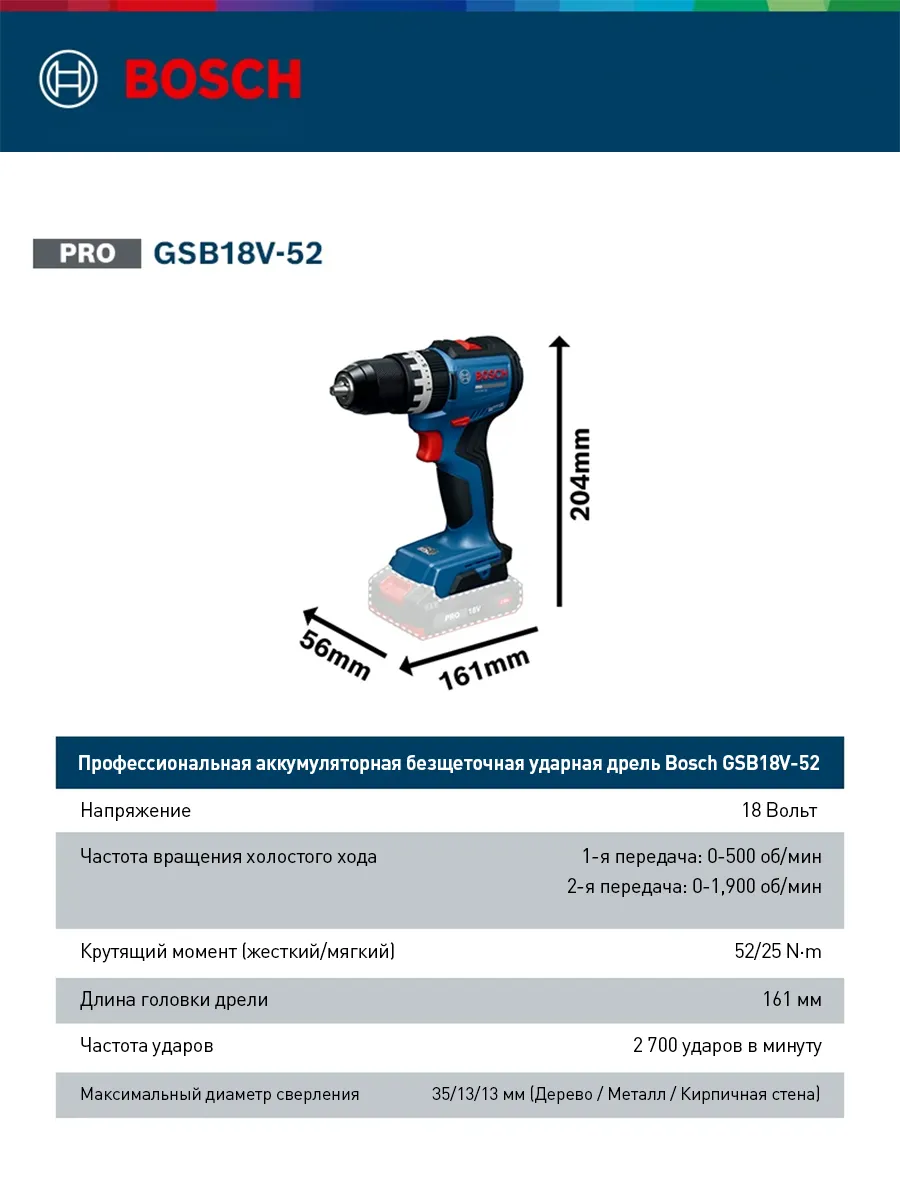 BOSCH
PRO GSB18V-52
BOSCH
204mm
PRO 18V
56mm
161mm
Профессиональная аккумуляторная безщеточная ударная дрель Bosch GSB18V-52
Напряжение 18 Вольт
Частота вращения холостого хода 1-я передача: 0-500 об/мин
2-я передача: 0-1,900 об/мин
Крутящий момент (жесткий/мягкий) 52/25 N·m
Длина головки дрели 161 мм
Частота ударов 2 700 ударов в минуту
Максимальный диаметр сверления 35/13/13 мм (Дерево / Металл / Кирпичная стена)